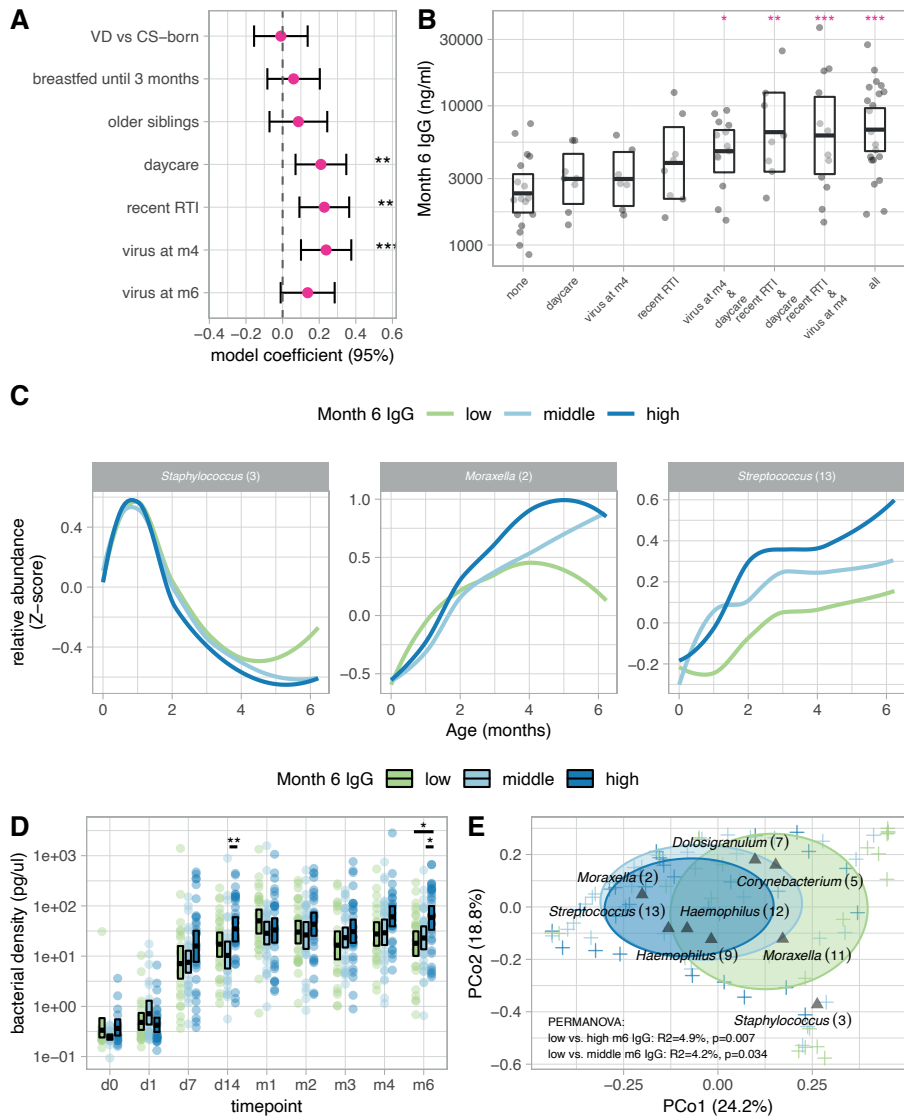 A
VD vs CS−born
breastfed until 3 months
older siblings
daycare
**
recent RTI
**
virus at m4
***
virus at m6
−0.4 −0.2 0.0 0.2 0.4 0.6
model coefficient (95%)
B
* ** *** ***
Month 6 IgG (ng/ml)
30000
10000
3000
1000
none
daycare
virus at m4
recent RTI
virus at m4
&
daycare
recent RTI
&
daycare
recent RTI
&
virus at m4
all
C
Month 6 IgG low middle high
Staphylococcus (3)
Moraxella (2)
Streptococcus (13)
relative abundance
(Z−score)
0.4
0.0
−0.4
1.0
0.5
0.0
−0.5
0.6
0.4
0.2
0.0
−0.2
0 2 4 6
0 2 4 6
0 2 4 6
Age (months)
Month 6 IgG low middle high
D
bacterial density (pg/ul)
1e+03
1e+02
1e+01
1e+00
1e−01
**
*
*
d0 d1 d7 d14 m1 m2 m3 m4 m6
timepoint
E
PCo2 (18.8%)
0.2
0.0
−0.2
−0.4
−0.6
Dolosigranulum (7)
Moraxella (2)
Corynebacterium (5)
Streptococcus (13)
Haemophilus (12)
Haemophilus (9)
Moraxella (11)
Staphylococcus (3)
PERMANOVA:
low vs. high m6 IgG: R2=4.9%, p=0.007
low vs. middle m6 IgG: R2=4.2%, p=0.034
−0.25 0.00 0.25
PCo1 (24.2%)